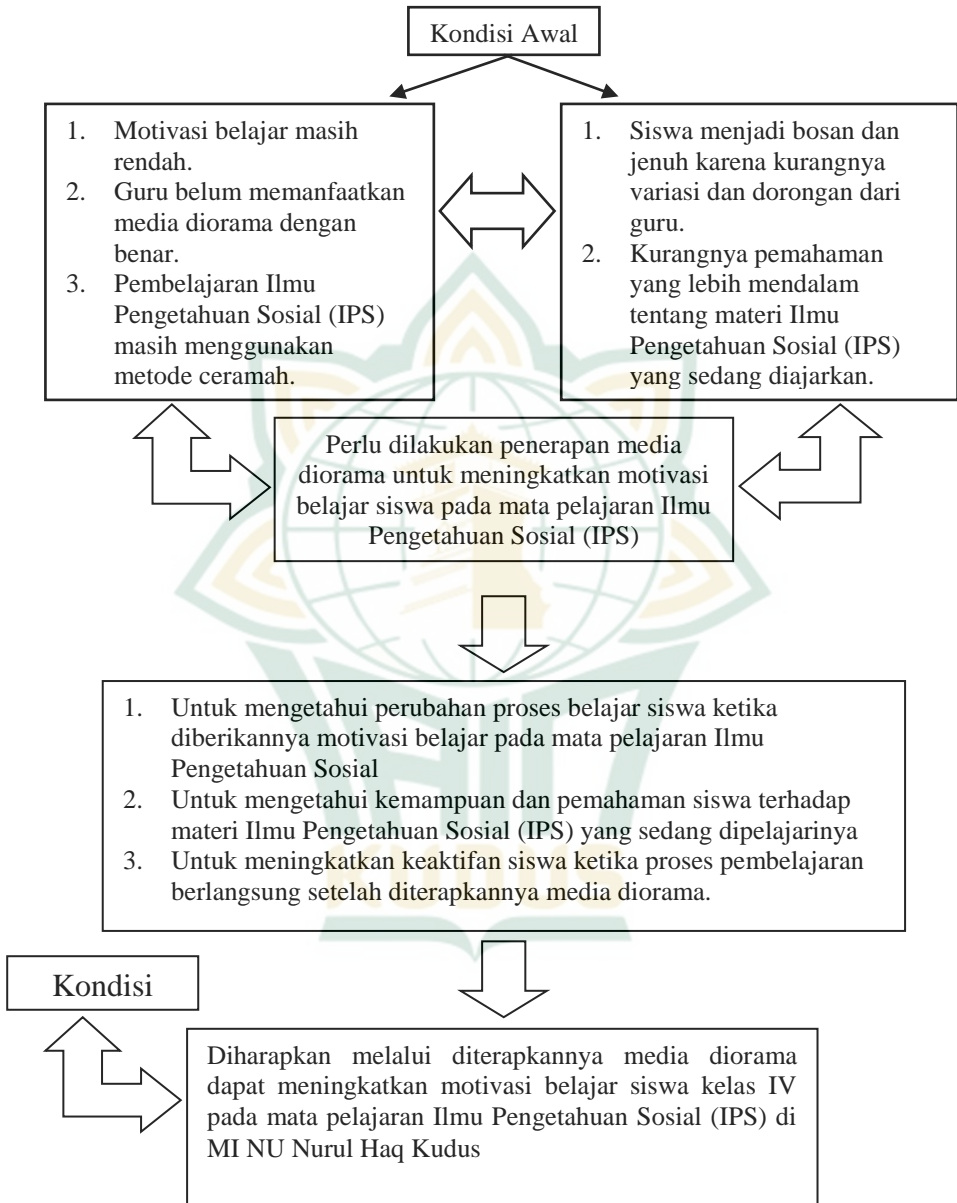 Kondisi Awal
1. Motivasi belajar masih
rendah.
2. Guru belum memanfaatkan
media diorama dengan
benar.
3. Pembelajaran Ilmu
Pengetahuan Sosial (IPS)
masih menggunakan
metode ceramah.
1. Siswa menjadi bosan dan
jenuh karena kurangnya
variasi dan dorongan dari
guru.
2. Kurangnya pemahaman
yang lebih mendalam
tentang materi Ilmu
Pengetahuan Sosial (IPS)
yang sedang diajarkan.
Perlu dilakukan penerapan media
diorama untuk meningkatkan motivasi
belajar siswa pada mata pelajaran Ilmu
Pengetahuan Sosial (IPS)
1. Untuk mengetahui perubahan proses belajar siswa ketika
diberikannya motivasi belajar pada mata pelajaran Ilmu
Pengetahuan Sosial
2. Untuk mengetahui kemampuan dan pemahaman siswa terhadap
materi Ilmu Pengetahuan Sosial (IPS) yang sedang dipelajarinya
3. Untuk meningkatkan keaktifan siswa ketika proses pembelajaran
berlangsung setelah diterapkannya media diorama.
KUDUS
Kondisi
Diharapkan melalui diterapkannya media diorama
dapat meningkatkan motivasi belajar siswa kelas IV
pada mata pelajaran Ilmu Pengetahuan Sosial (IPS) di
MI NU Nurul Haq Kudus